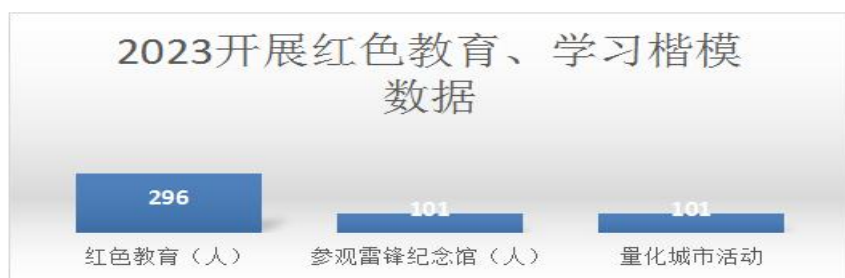 2023开展红色教育、学习楷模
数据
296
101
101
红色教育（人）
参观雷锋纪念馆（人）
量化城市活动